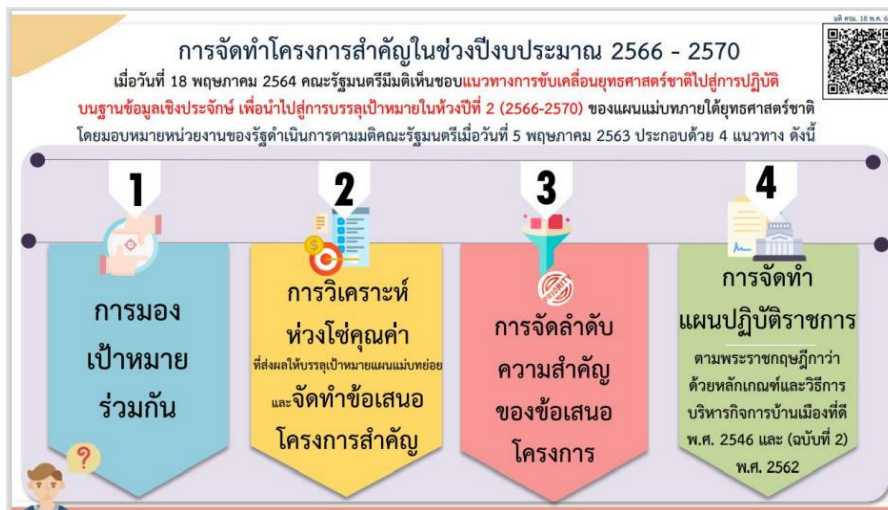 มติ ครม. 18 พ.ค. 6
การจัดทำโครงการสำคัญในช่วงปีงบประมาณ 2566 - 2570
เมื่อวันที่ 18 พฤษภาคม 2564 คณะรัฐมนตรีมีมติเห็นชอบแนวทางการขับเคลื่อนยุทธศาสตร์ชาติไปสู่การปฏิบัติ
บนฐานข้อมูลเชิงประจักษ์ เพื่อนำไปสู่การบรรลุเป้าหมายในห้วงปีที่ 2 (2566-2570) ของแผนแม่บทภายใต้ยุทธศาสตร์ชาติ
โดยมอบหมายหน่วยงานของรัฐดำเนินการตามมติคณะรัฐมนตรีเมื่อวันที่ 5 พฤษภาคม 2563 ประกอบด้วย 4 แนวทาง ดังนี้
1
การมอง
เป้าหมาย
ร่วมกัน
?
2
$
การวิเคราะห์
ห่วงโซ่คุณค่า
ที่ส่งผลให้บรรลุเป้าหมายแผนแม่บทย่อย
และจัดทำข้อเสนอ
โครงการสำคัญ
3
PRIORITY
การจัดลำดับ
ความสำคัญ
ของข้อเสนอ
โครงการ
4
การจัดทำ
แผนปฏิบัติราชการ
ตามพระราชกฤษฎีกาว่า
ด้วยหลักเกณฑ์และวิธีการ
บริหารกิจการบ้านเมืองที่ดี
พ.ศ. 2546 และ (ฉบับที่ 2)
พ.ศ. 2562